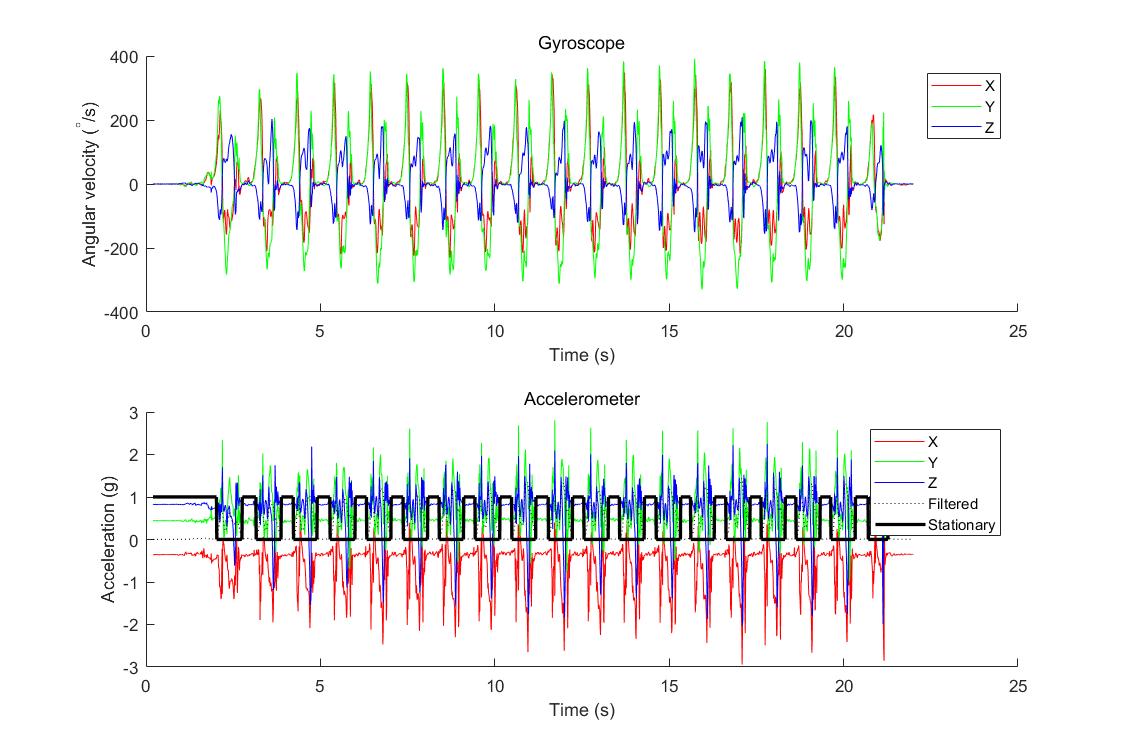 Gyroscope
400
200
0
-200
-400
Angular velocity (°/s)
X
Y
Z
0 5 10 15 20 25
Time (s)
Accelerometer
3
2
1
0
-1
-2
-3
Acceleration (g)
X
Y
Z
Filtered
Stationary
0 5 10 15 20 25
Time (s)